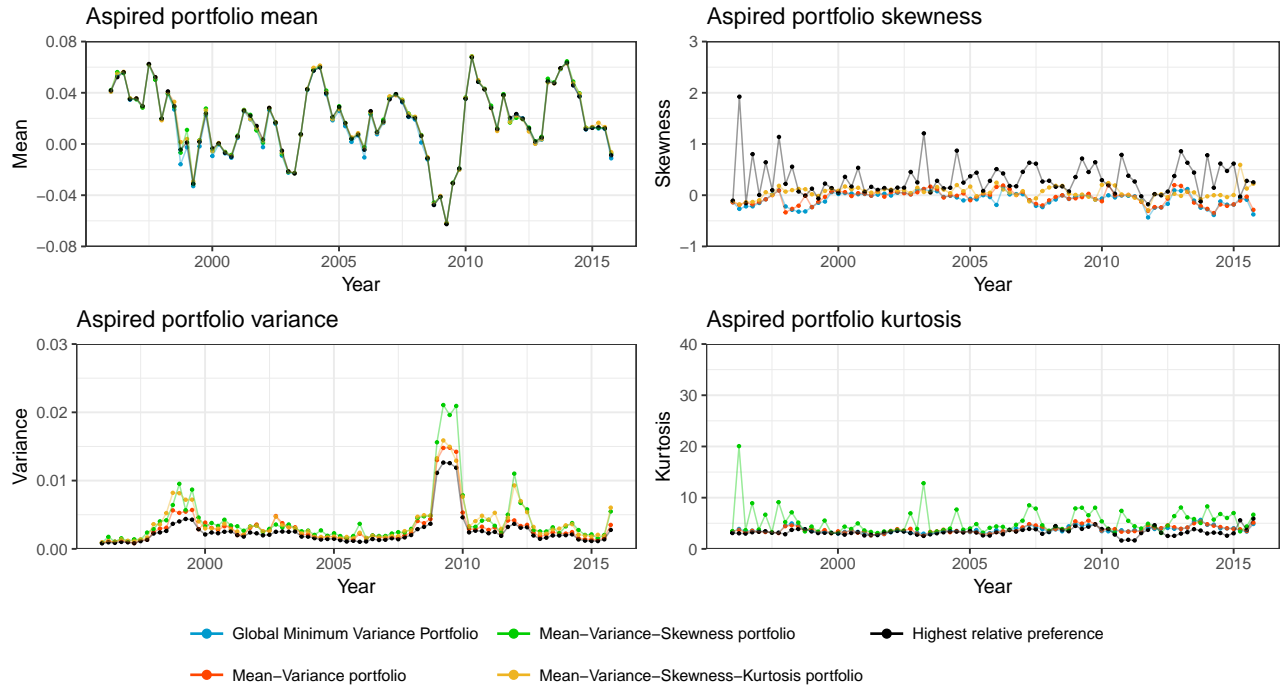 Aspired portfolio mean
0.08
0.04
0.00
−0.04
−0.08
Mean
2000
2005
2010
2015
Year
Aspired portfolio skewness
3
2
1
0
−1
Skewness
2000
2005
2010
2015
Year
Aspired portfolio variance
0.03
0.02
0.01
0.00
Variance
2000
2005
2010
2015
Year
Aspired portfolio kurtosis
40
30
20
10
0
Kurtosis
2000
2005
2010
2015
Year
Global Minimum Variance Portfolio
Mean−Variance−Skewness portfolio
Highest relative preference
Mean−Variance portfolio
Mean−Variance−Skewness−Kurtosis portfolio